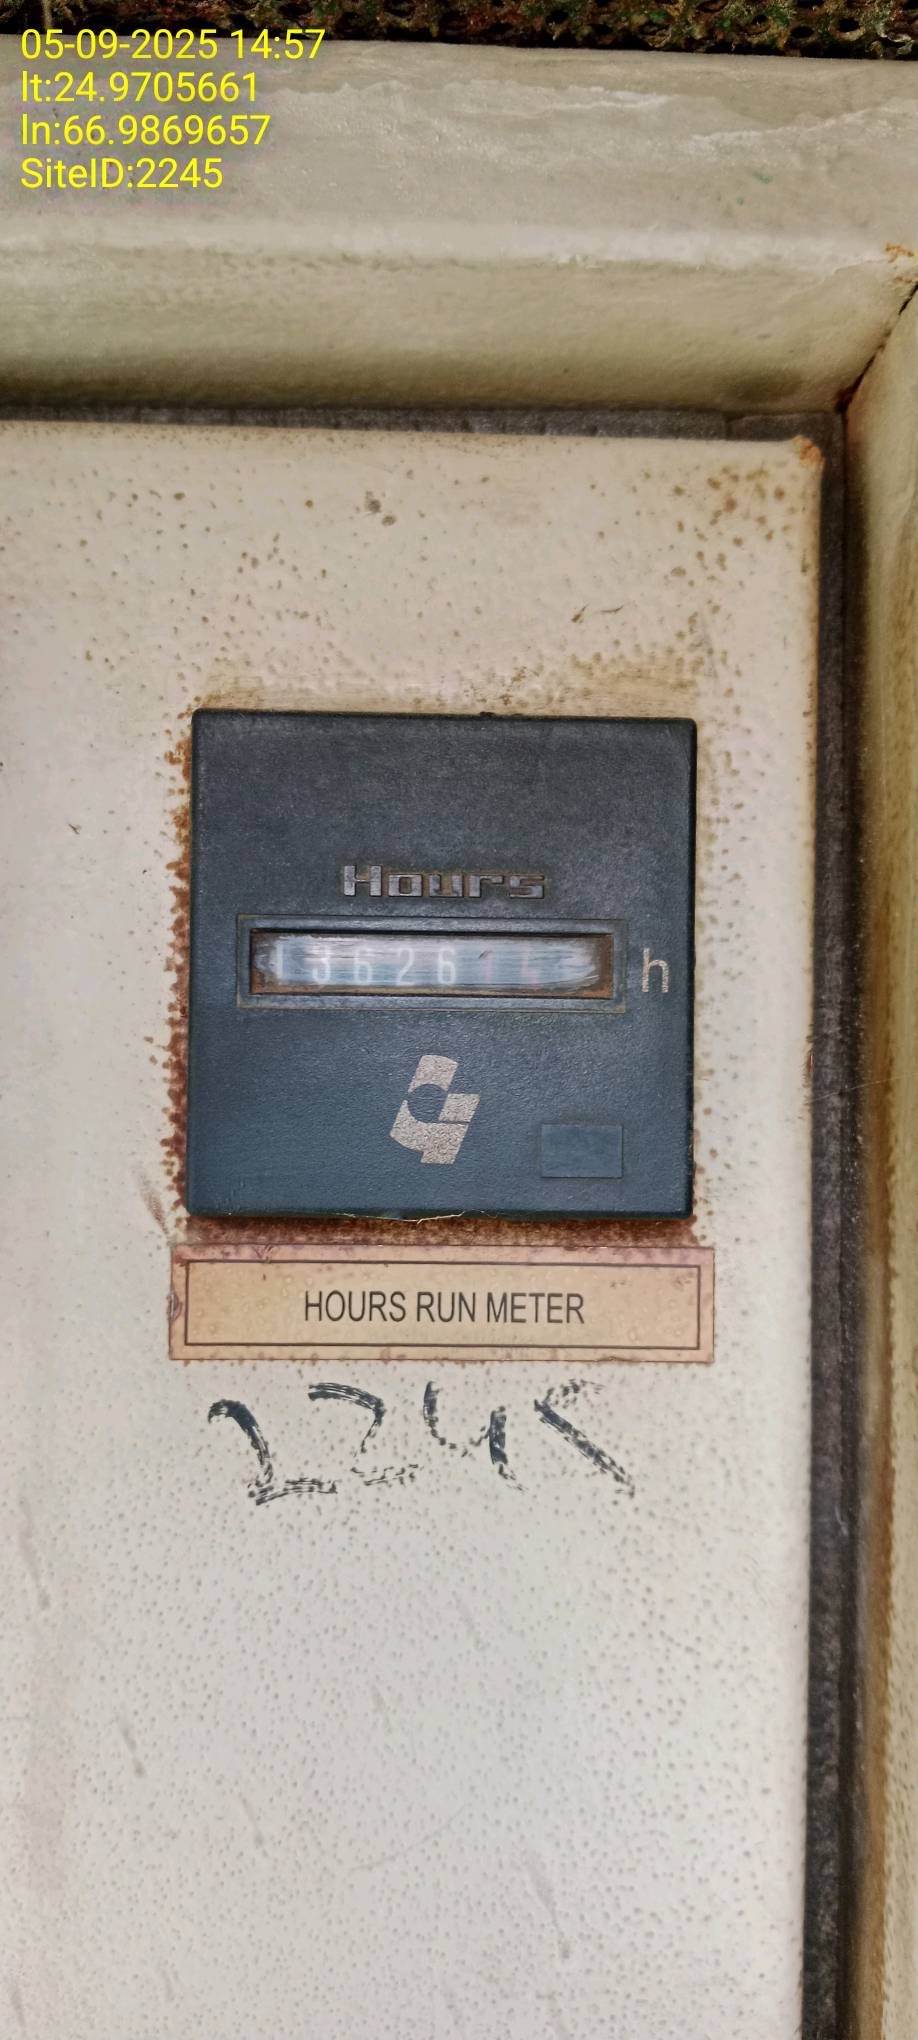 05-09-2025 14:57
lt:24.9705661
ln:66.9869657
SiteID:2245
Hours
13626
h
HOURS RUN METER
2245